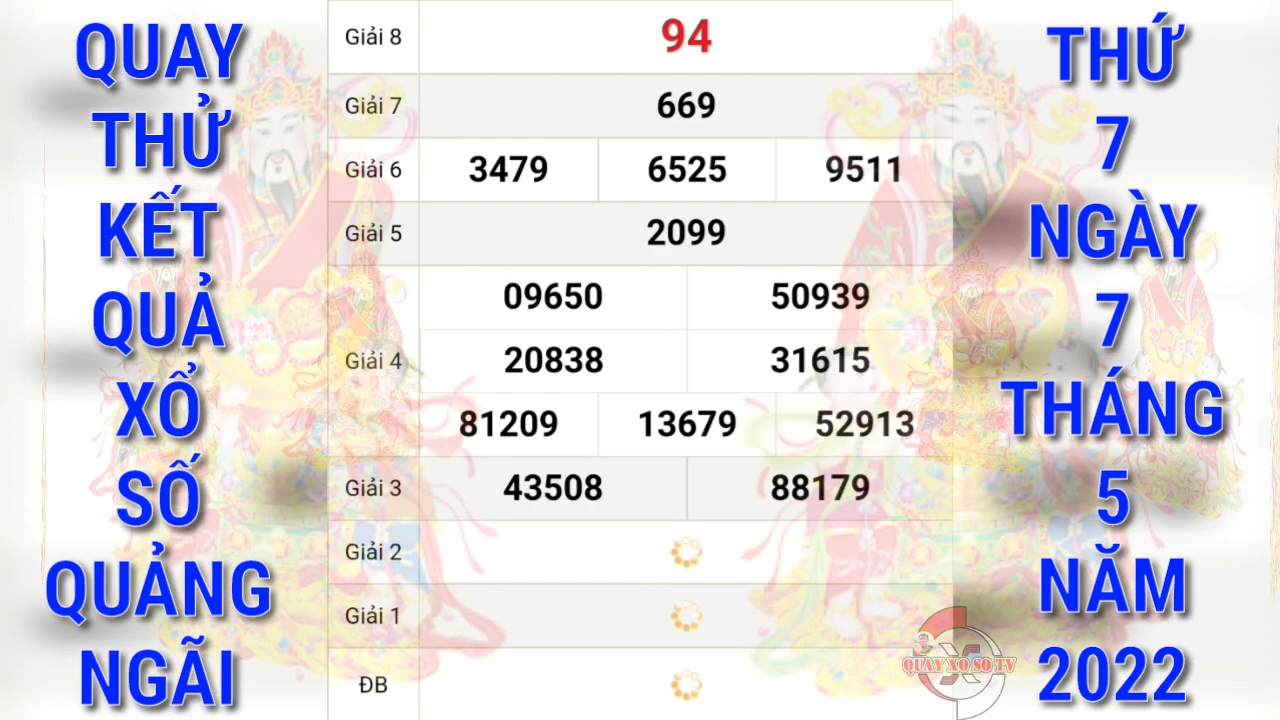 QUAY
THỬ
KẾT
QUẢ
XỔ
SỐ
QUẢNG
NGÃI
Giải 8 94
Giải 7 669
Giải 6 3479 6525 9511
Giải 5 2099
Giải 4
09650 50939
20838 31615
81209 13679 52913
Giải 3 43508 88179
Giải 2
Giải 1
ĐB
THỨ
7
NGÀY
7
THÁNG
5
NĂM
2022
QUAY XO SO TV